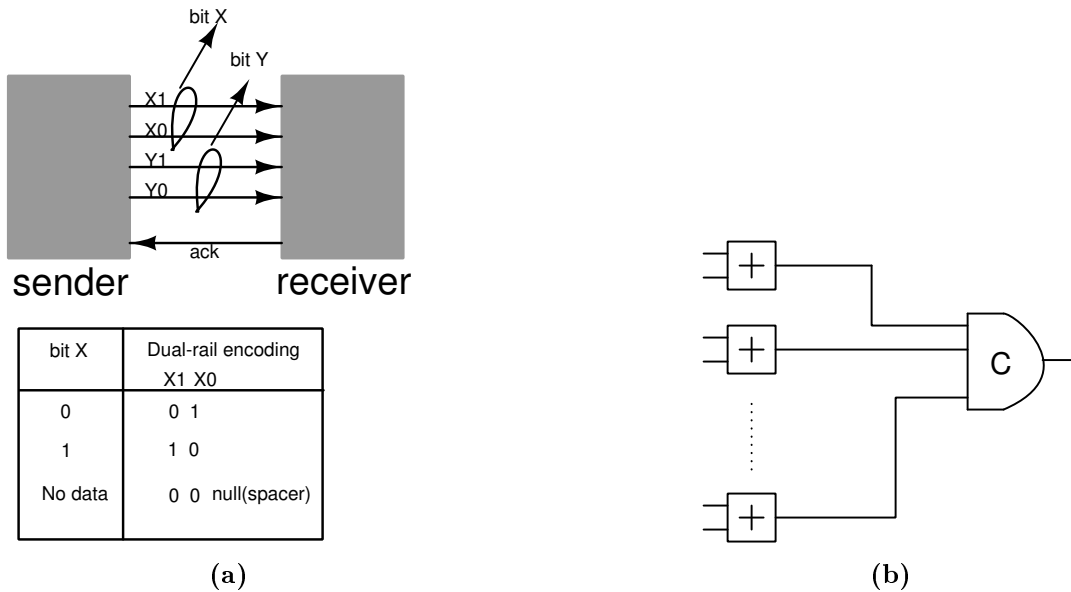 bit X
bit Y
X1
X0
Y1
Y0
ack
sender receiver
bit X Dual-rail encoding
X1 X0
0 0 1
1 1 0
No data 0 0 null(spacer)
(a)
+
+
+
C
(b)